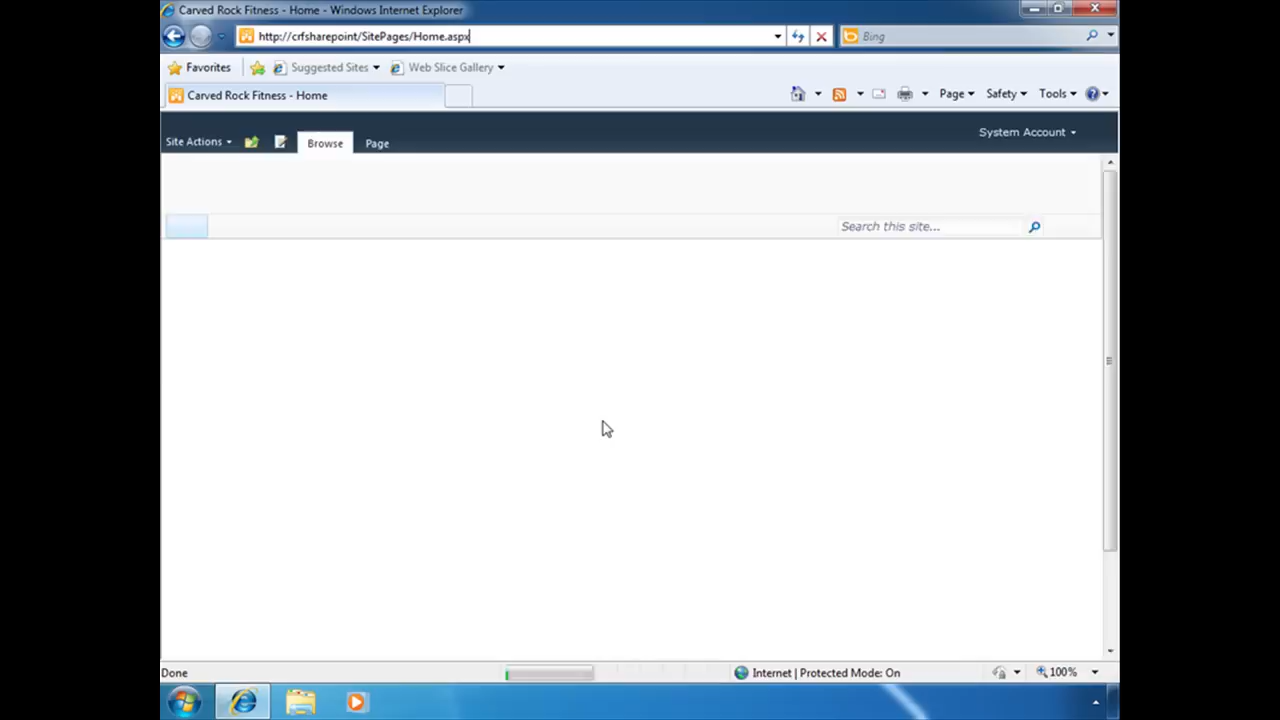 Carved Rock Fitness - Home - Windows Internet Explorer
http://crfsharepoint/SitePages/Home.aspx
Bing
Favorites
Suggested Sites
Web Slice Gallery
Carved Rock Fitness - Home
Page
Safety
Tools
Site Actions
Browse
Page
System Account
Search this site...
Done
Internet | Protected Mode: On
100%